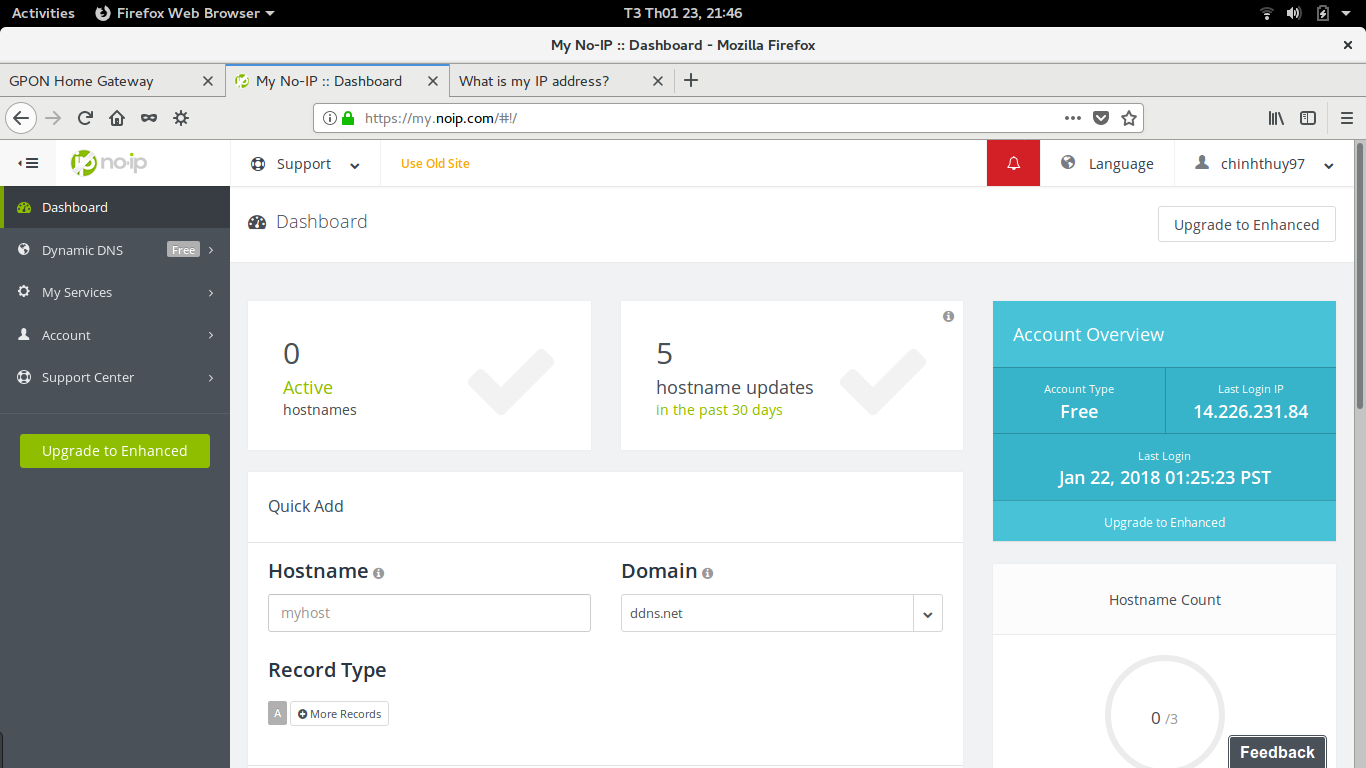 Activities Firefox Web Browser T3 Th01 23, 21:46
My No-IP :: Dashboard - Mozilla Firefox
GPON Home Gateway My No-IP :: Dashboard What is my IP address?
https://my.noip.com/#!/
no-ip Support Use Old Site Language chinhthuy97
Dashboard
Dynamic DNS Free
My Services
Account
Support Center
Upgrade to Enhanced
Dashboard
Upgrade to Enhanced
0
Active
hostnames
5
hostname updates
in the past 30 days
Account Overview
Account Type
Free
Last Login IP
14.226.231.84
Last Login
Jan 22, 2018 01:25:23 PST
Upgrade to Enhanced
Quick Add
Hostname
myhost
Domain
ddns.net
Record Type
A More Records
Hostname Count
0 /3
Feedback